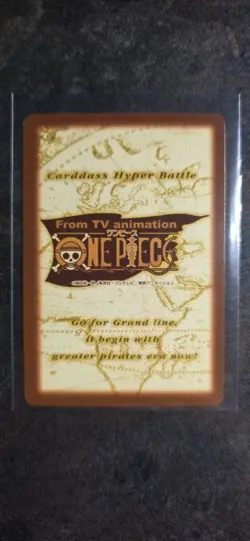 Carddass Hyper Battle
From TV animation
ワンピース
ONE PIECE
Go for Grand line,
it begin with
greater pirates era now!